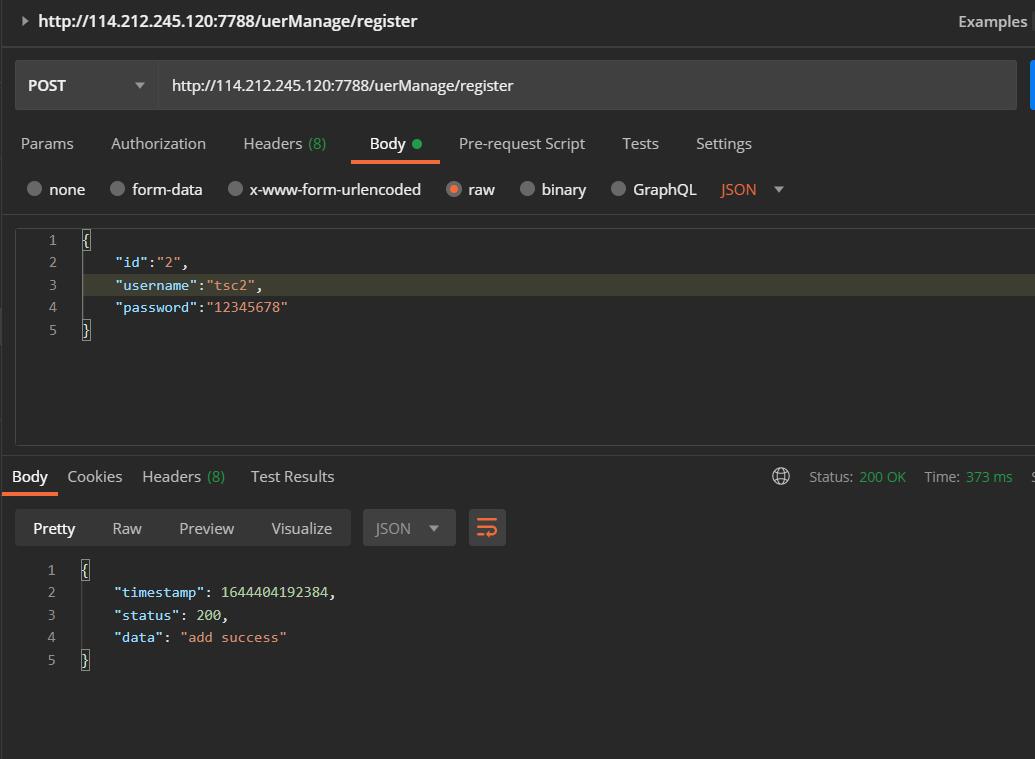 http://114.212.245.120:7788/uerManage/register Examples
POST http://114.212.245.120:7788/uerManage/register
Params Authorization Headers (8) Body Pre-request Script Tests Settings
none form-data x-www-form-urlencoded raw binary GraphQL JSON
1 {
2 "id":"2",
3 "username":"tsc2",
4 "password":"12345678"
5 }
Body Cookies Headers (8) Test Results Status: 200 OK Time: 373 ms
Pretty Raw Preview Visualize JSON
1 {
2 "timestamp": 1644404192384,
3 "status": 200,
4 "data": "add success"
5 }